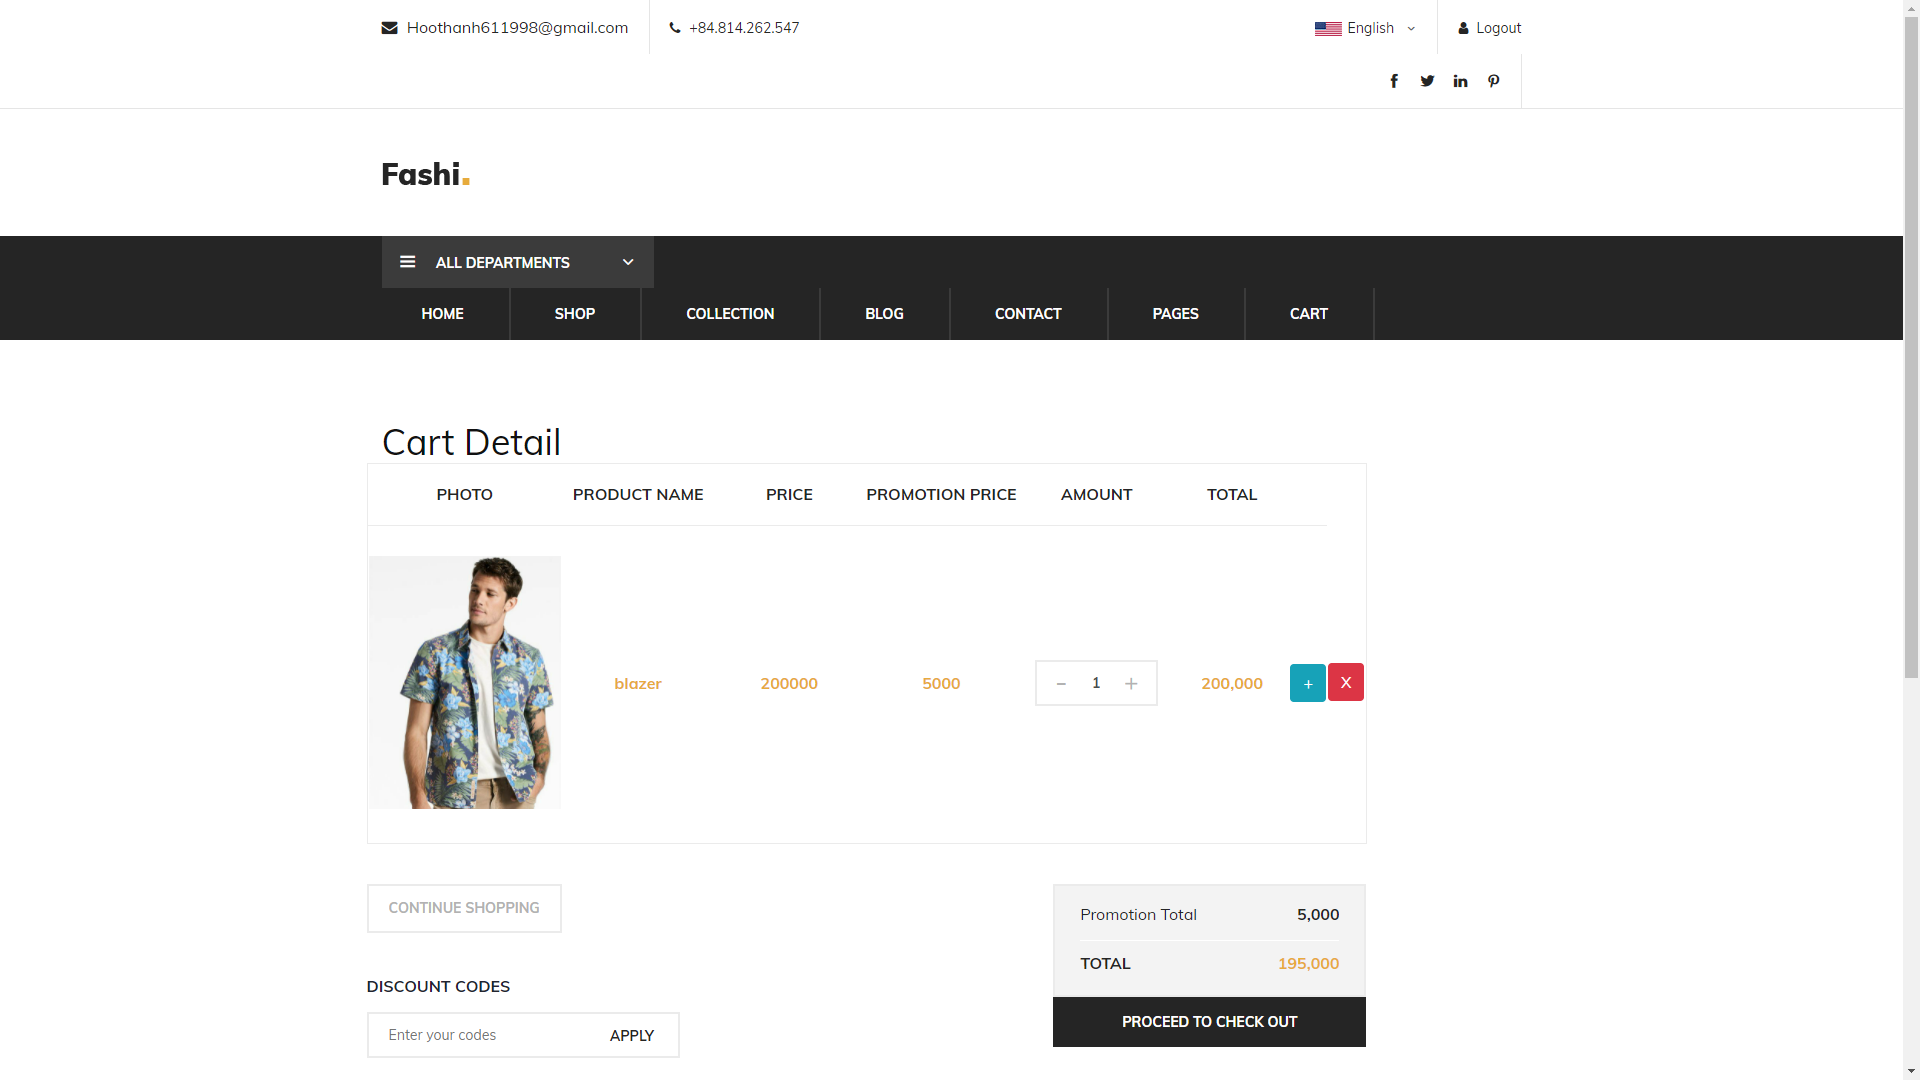 Hoothanh611998@gmail.com
+84.814.262.547
English
Logout
Fashi.
ALL DEPARTMENTS
HOME SHOP COLLECTION BLOG CONTACT PAGES CART
Cart Detail
PHOTO PRODUCT NAME PRICE PROMOTION PRICE AMOUNT TOTAL
blazer 200000 5000 - 1 + 200,000 + X
CONTINUE SHOPPING
Promotion Total 5,000
TOTAL 195,000
PROCEED TO CHECK OUT
DISCOUNT CODES
Enter your codes APPLY